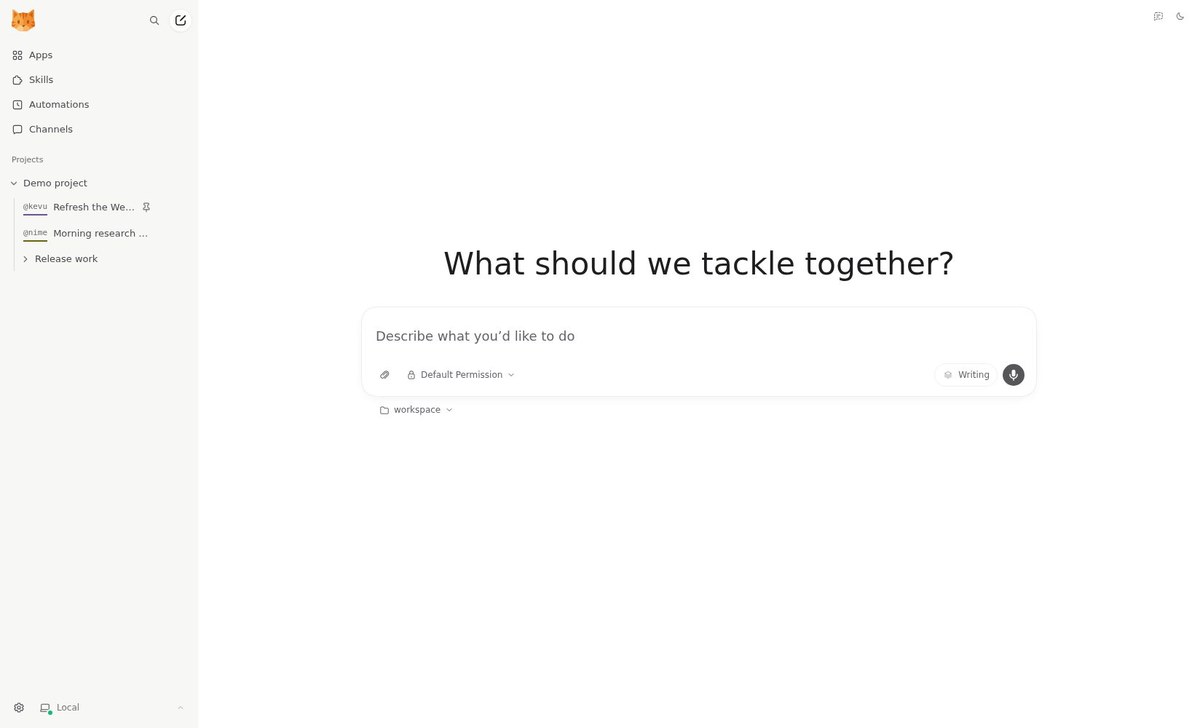 Apps
Skills
Automations
Channels
Projects
Demo project
@kevu Refresh the We...
@nime Morning research ...
Release work
What should we tackle together?
Describe what you’d like to do
Default Permission
Writing
workspace
Local